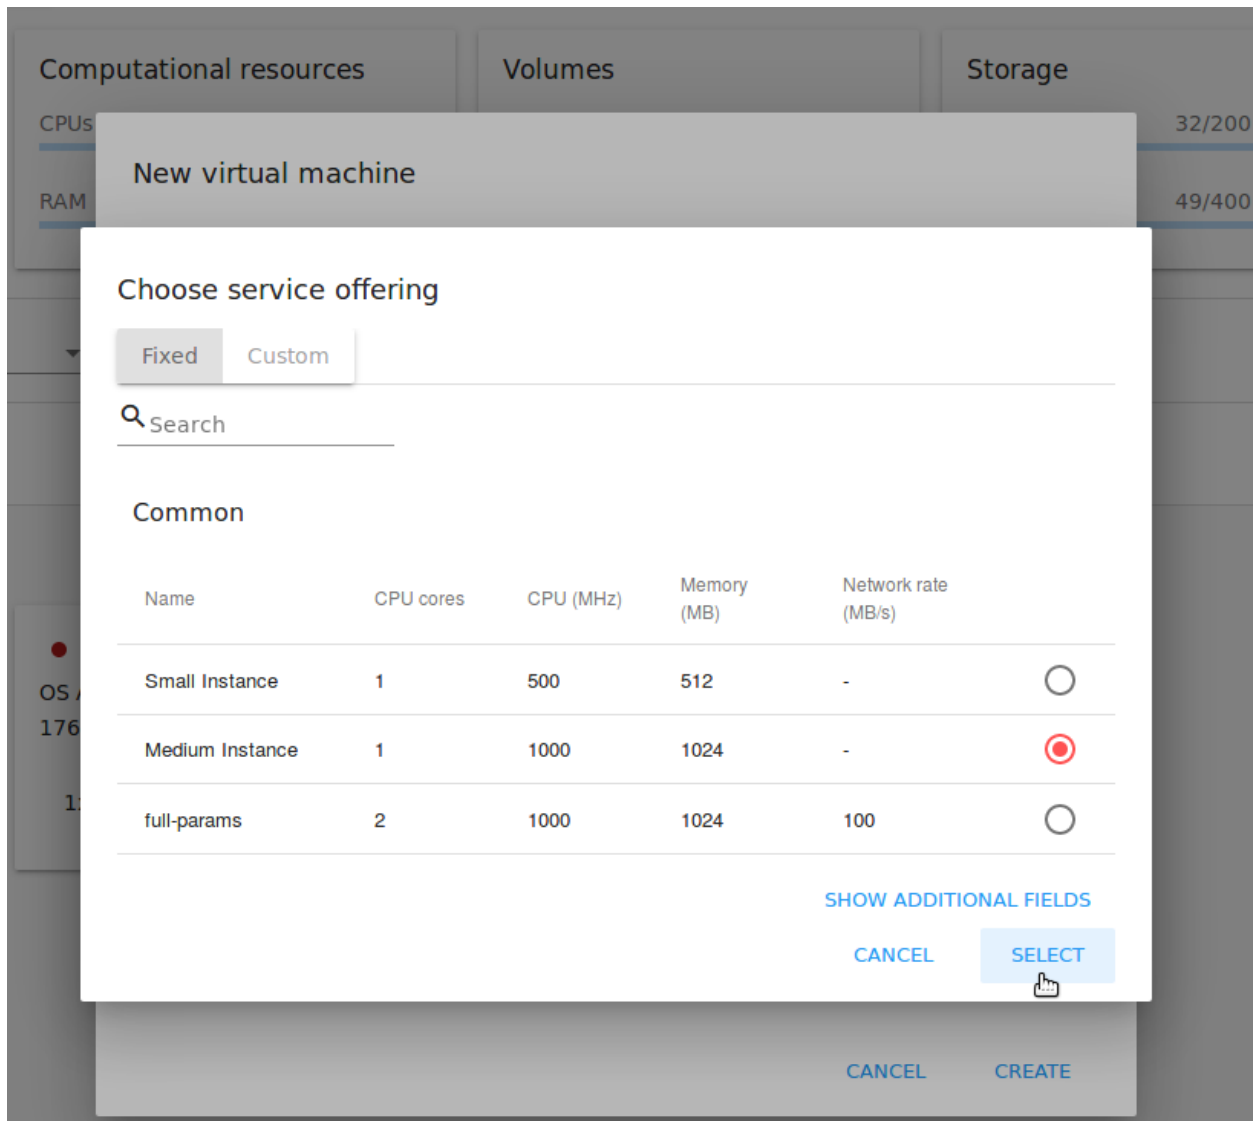 Computational resources
Volumes
Storage
CPUs
32/200
New virtual machine
RAM
49/400
Choose service offering
Fixed
Custom
Search
Common
Name CPU cores CPU (MHz) Memory (MB) Network rate (MB/s)
Small Instance 1 500 512 -
Medium Instance 1 1000 1024 -
full-params 2 1000 1024 100
OS
176
SHOW ADDITIONAL FIELDS
CANCEL SELECT
CANCEL CREATE